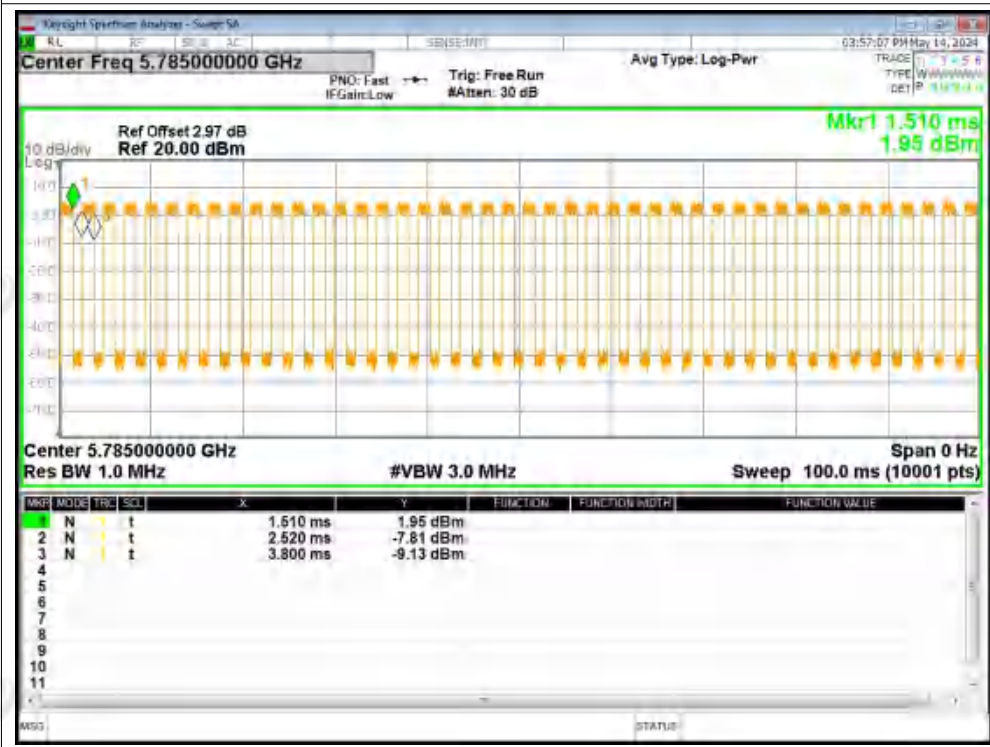 Keysight Spectrum Analyzer - Swept SA
RL RF AC SENSE:INT 03:57:07 PM May 14, 2024
Center Freq 5.785000000 GHz Avg Type: Log-Pwr TRACE
PNO: Fast Trig: Free Run TYPE
IFGain:Low #Atten: 30 dB DET
Mkr1 1.510 ms
Ref Offset 2.97 dB
10 dB/div Ref 20.00 dBm 1.95 dBm
Log
1
Center 5.785000000 GHz Span 0 Hz
Res BW 1.0 MHz #VBW 3.0 MHz Sweep 100.0 ms (10001 pts)
MKR MODE TRC SCL X Y FUNCTION FUNCTION WIDTH FUNCTION VALUE
1 N 1 t 1.510 ms 1.95 dBm
2 N 1 t 2.520 ms -7.81 dBm
3 N 1 t 3.800 ms -9.13 dBm
4
5
6
7
8
9
10
11
MSG STATUS